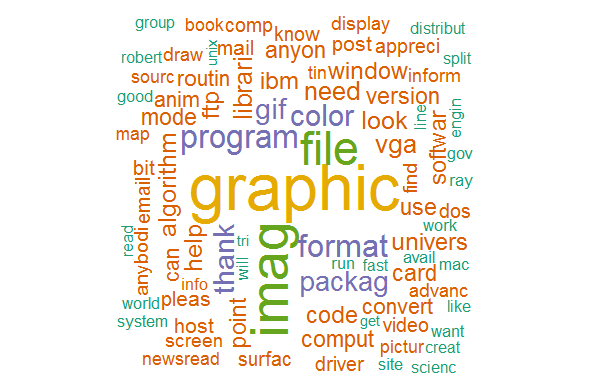 group book comp know display distribut
robert draw unix mail anyon post appreci split
sourc routin librari ibm tin window inform
good anim ftp gif color need version
map mode program file look line engin
bit algorithm vga softwar gov
graphic find ray
read anybodi email can help thank imag tri will format use dos
info run fast work univers
avail mac
world pleas packag card advanc
system host point code get convert like
screen comput video want
newsread surfac driver pictur creat
site scienc